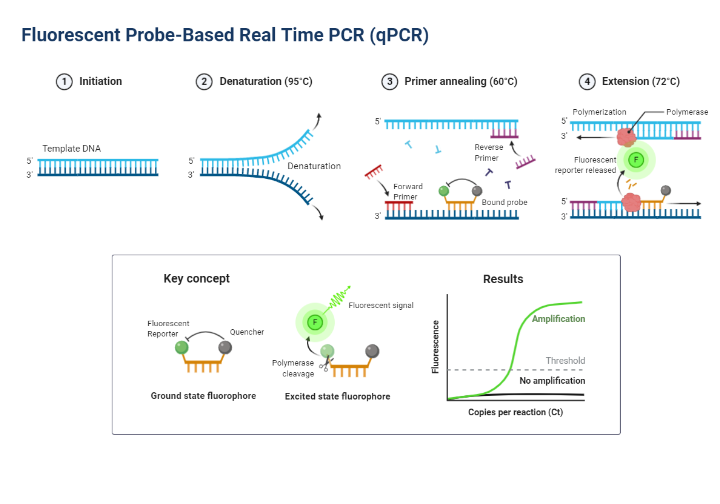 Fluorescent Probe-Based Real Time PCR (qPCR)
1 Initiation
2 Denaturation (95°C)
3 Primer annealing (60°C)
4 Extension (72°C)
Template DNA
5'
3'
5'
3'
Denaturation
5'
Reverse
Primer
Forward
Primer
Bound probe
3'
Polymerization
Polymerase
5'
3'
F
Fluorescent
reporter released
5'
3'
Key concept
Fluorescent
Reporter
Quencher
Ground state fluorophore
F
Fluorescent signal
Polymerase
cleavage
Excited state fluorophore
Results
Fluorescence
Amplification
Threshold
No amplification
Copies per reaction (Ct)